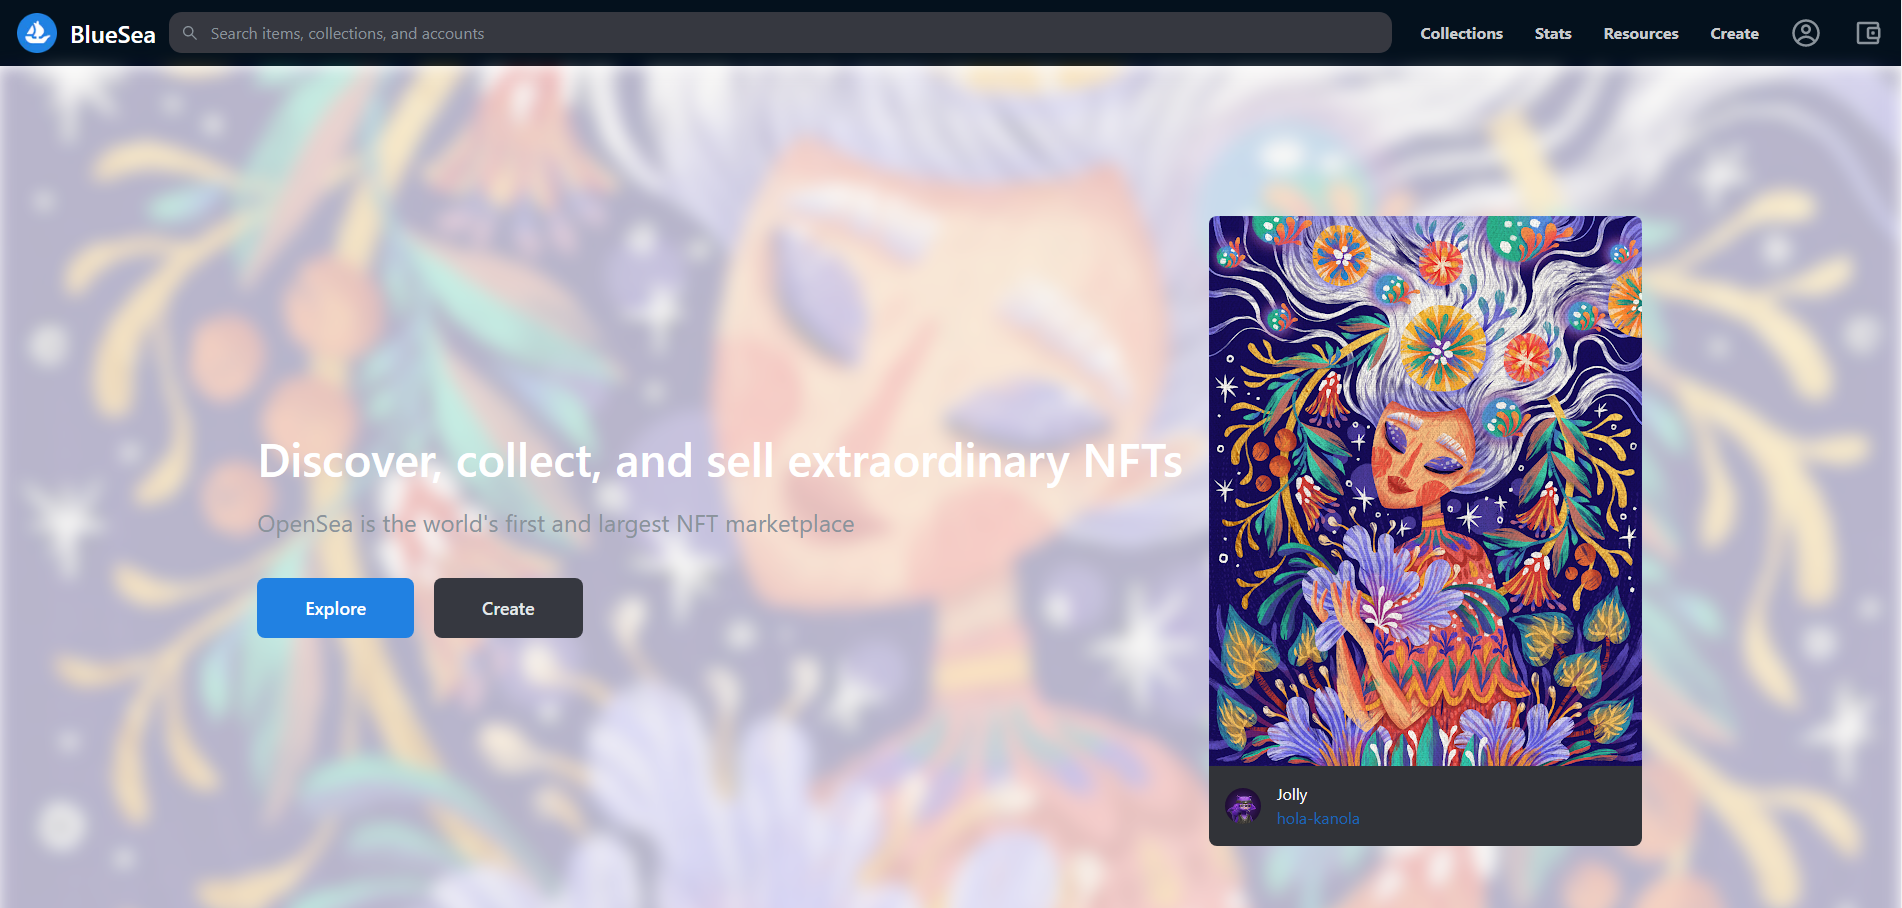 BlueSea
Search items, collections, and accounts
Collections
Stats
Resources
Create
Discover, collect, and sell extraordinary NFTs
OpenSea is the world's first and largest NFT marketplace
Explore
Create
Jolly
hola-kanola